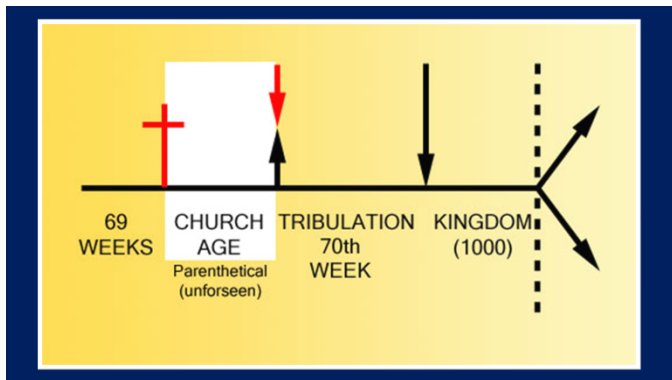 69
WEEKS
CHURCH
AGE
Parenthetical
(unforseen)
TRIBULATION
70th
WEEK
KINGDOM
(1000)